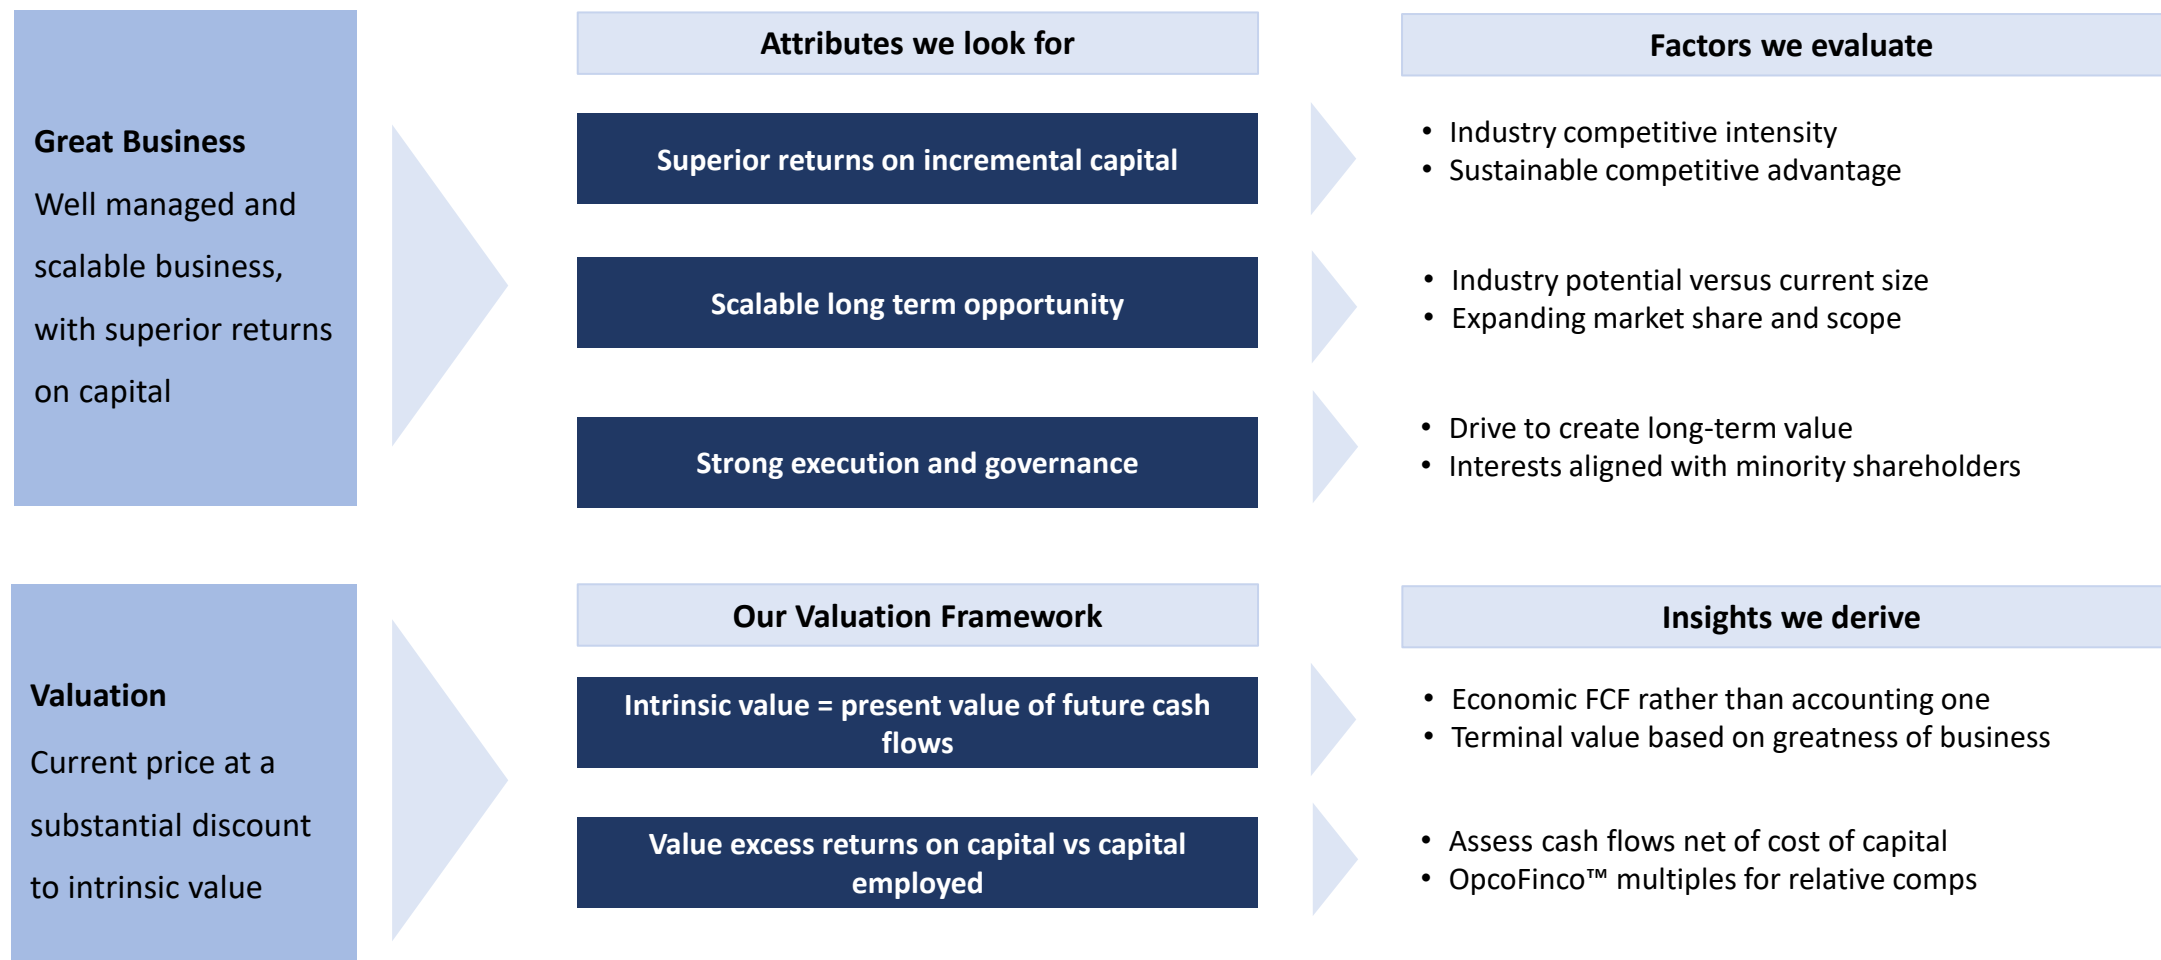 Great Business
Well managed and
scalable business,
with superior returns
on capital
Attributes we look for
Superior returns on incremental capital
Scalable long term opportunity
Strong execution and governance
Factors we evaluate
• Industry competitive intensity
• Sustainable competitive advantage
• Industry potential versus current size
• Expanding market share and scope
• Drive to create long-term value
• Interests aligned with minority shareholders
Valuation
Current price at a
substantial discount
to intrinsic value
Our Valuation Framework
Intrinsic value = present value of future cash
flows
Value excess returns on capital vs capital
employed
Insights we derive
• Economic FCF rather than accounting one
• Terminal value based on greatness of business
• Assess cash flows net of cost of capital
• OpcoFinco™ multiples for relative comps